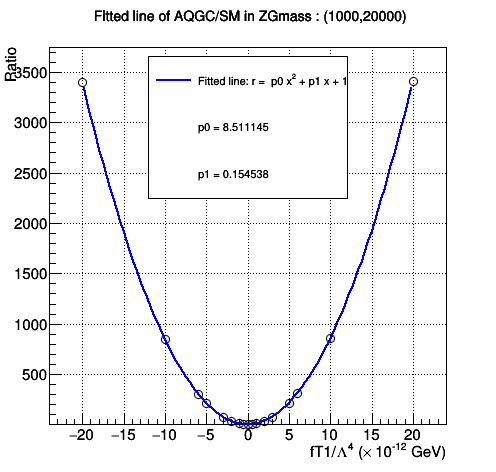 FItted line of AQGC/SM in ZGmass : (1000,20000)
Ratio
Fitted line: r = p0 x² + p1 x + 1
p0 = 8.511145
p1 = 0.154538
3500
3000
2500
2000
1500
1000
500
−20 −15 −10 −5 0 5 10 15 20
fT1/Λ⁴ (× 10⁻¹² GeV)